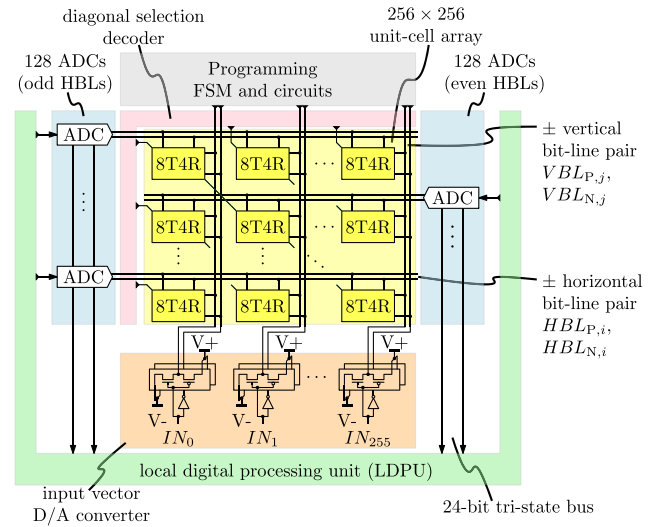 diagonal selection
decoder
256 × 256
unit-cell array
128 ADCs
(odd HBLs)
Programming
FSM and circuits
128 ADCs
(even HBLs)
ADC
8T4R
8T4R
· · ·
8T4R
± vertical
bit-line pair
VBL_P,j,
VBL_N,j
ADC
8T4R
8T4R
· · ·
8T4R
ADC
8T4R
8T4R
8T4R
± horizontal
bit-line pair
HBL_P,i,
HBL_N,i
V+
V+
V+
· · ·
V-
V-
V-
IN_0
IN_1
IN_255
local digital processing unit (LDPU)
input vector
D/A converter
24-bit tri-state bus